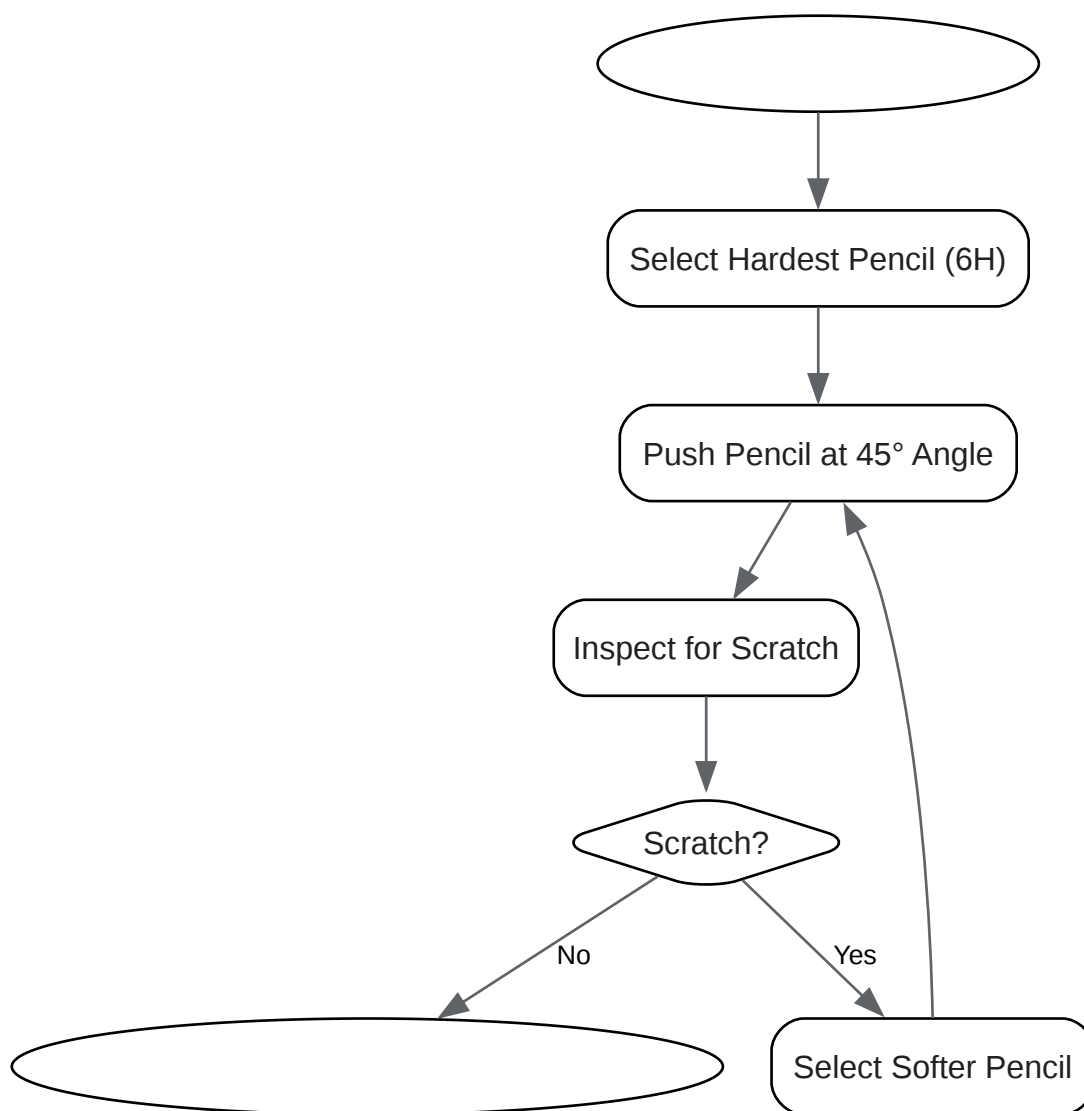 Select Hardest Pencil (6H)
Push Pencil at 45° Angle
Inspect for Scratch
Scratch?
No
Yes
Select Softer Pencil